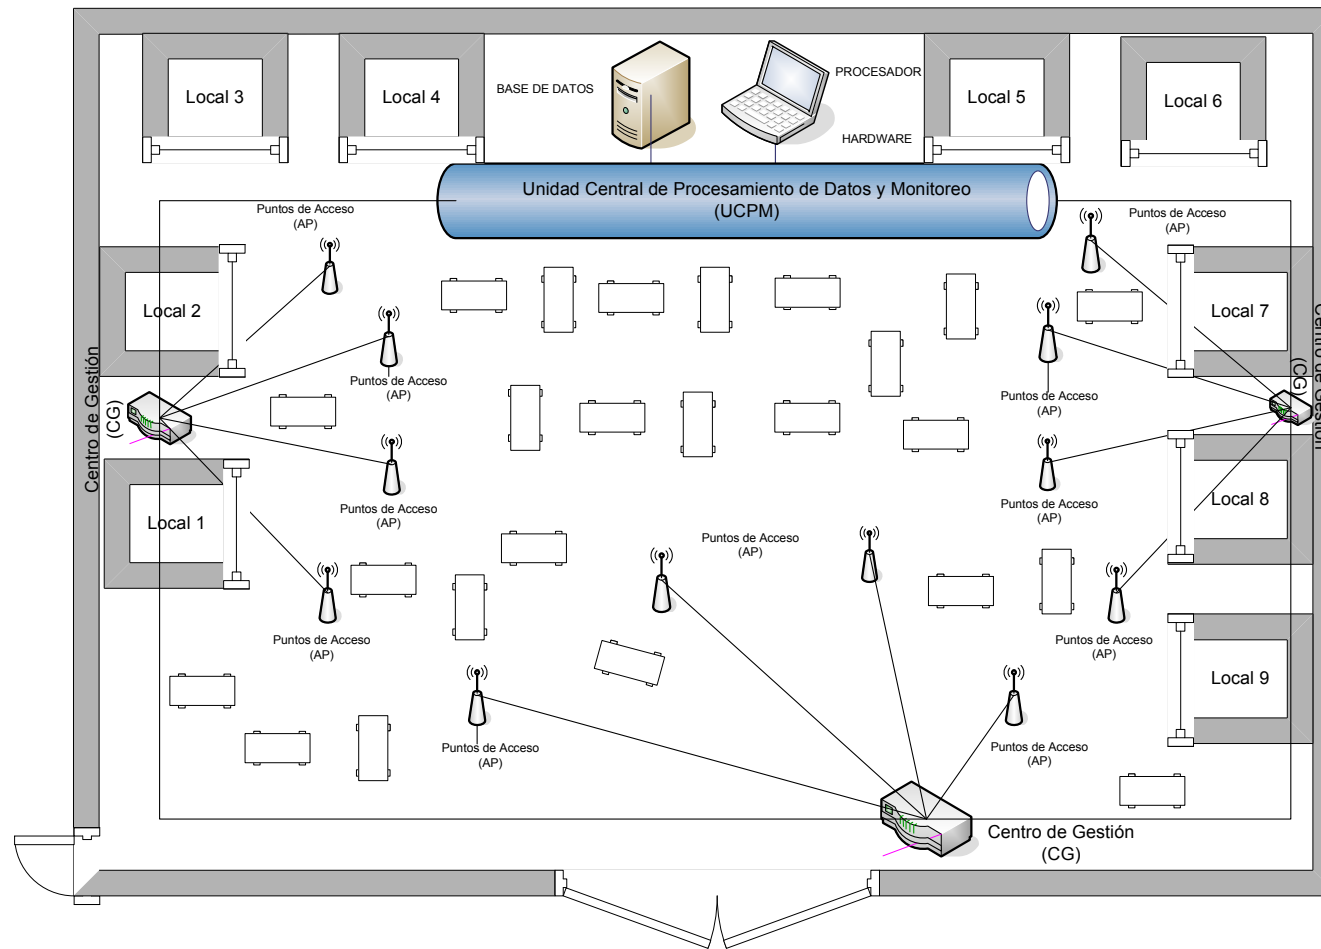 Local 3
Local 4
BASE DE DATOS
PROCESADOR
HARDWARE
Local 5
Local 6
Unidad Central de Procesamiento de Datos y Monitoreo
(UCPM)
Puntos de Acceso
(AP)
Puntos de Acceso
(AP)
Local 2
Local 7
Centro de Gestión
(CG)
Puntos de Acceso
(AP)
Puntos de Acceso
(AP)
Centro de Gestión
(CG)
Local 1
Puntos de Acceso
(AP)
Puntos de Acceso
(AP)
Local 8
Puntos de Acceso
(AP)
Puntos de Acceso
(AP)
Puntos de Acceso
(AP)
Local 9
Puntos de Acceso
(AP)
Puntos de Acceso
(AP)
Centro de Gestión
(CG)